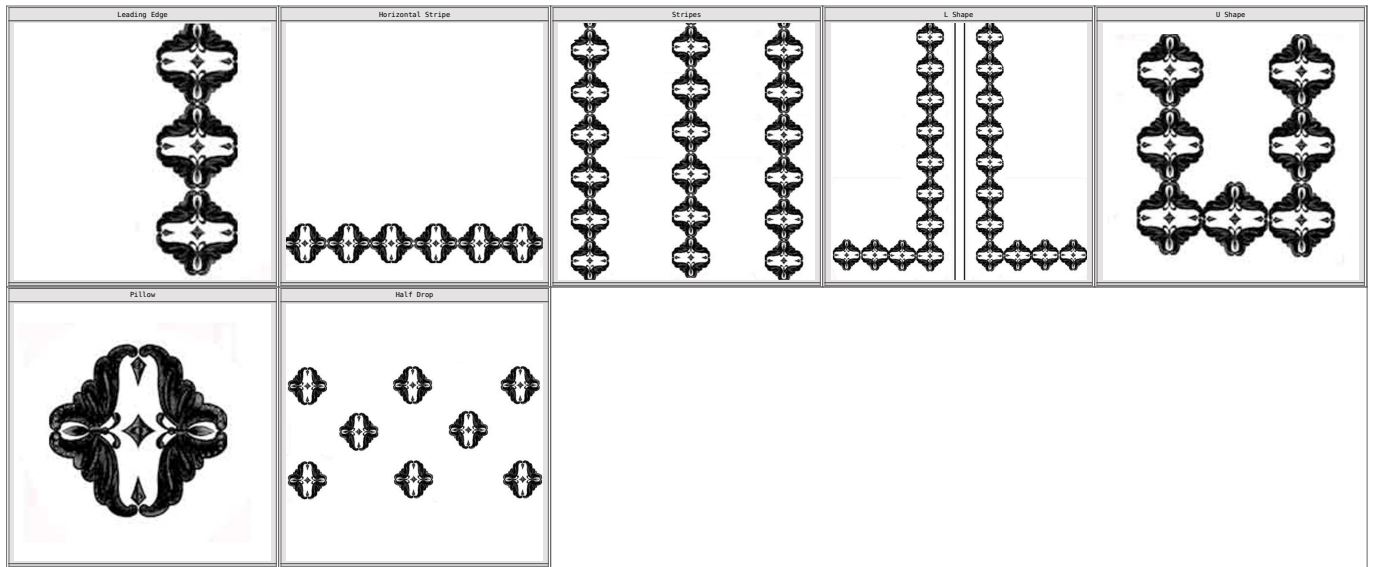 Leading Edge
Horizontal Stripe
Stripes
L Shape
U Shape
Pillow
Half Drop